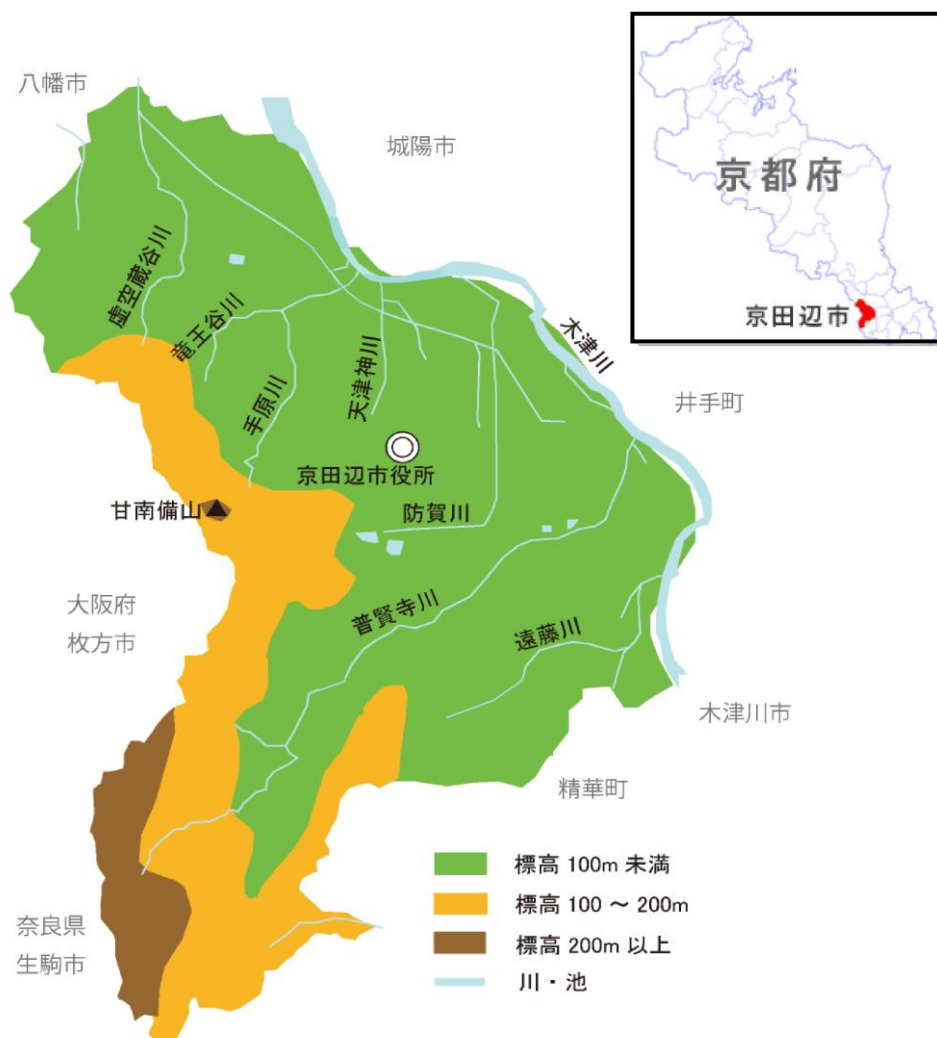 八幡市
城陽市
京都府
京田辺市
虚空蔵谷川
竜王谷川
手原川
天津神川
木津川
井手町
京田辺市役所
甘南備山
防賀川
大阪府
枚方市
普賢寺川
遠藤川
木津川市
精華町
標高 100m 未満
標高 100 ～ 200m
標高 200m 以上
川・池
奈良県
生駒市